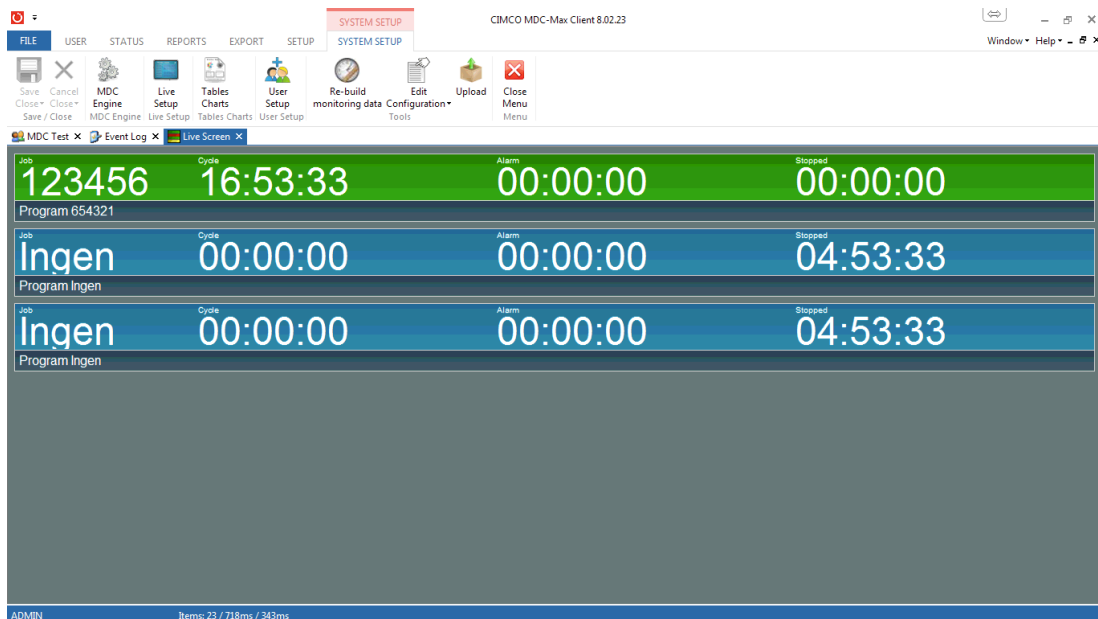 SYSTEM SETUP
CIMCO MDC-Max Client 8.02.23
FILE USER STATUS REPORTS EXPORT SETUP SYSTEM SETUP Window Help
Save Cancel MDC Live Tables User Re-build Edit Upload Close
Close Close Engine Setup Charts Setup monitoring data Configuration Menu
Save / Close MDC Engine Live Setup Tables Charts User Setup Tools Menu
MDC Test Event Log Live Screen
Job Cycle Alarm Stopped
123456 16:53:33 00:00:00 00:00:00
Program 654321
Job Cycle Alarm Stopped
Ingen 00:00:00 00:00:00 04:53:33
Program Ingen
Job Cycle Alarm Stopped
Ingen 00:00:00 00:00:00 04:53:33
Program Ingen
ADMIN Items: 23 / 718ms / 343ms